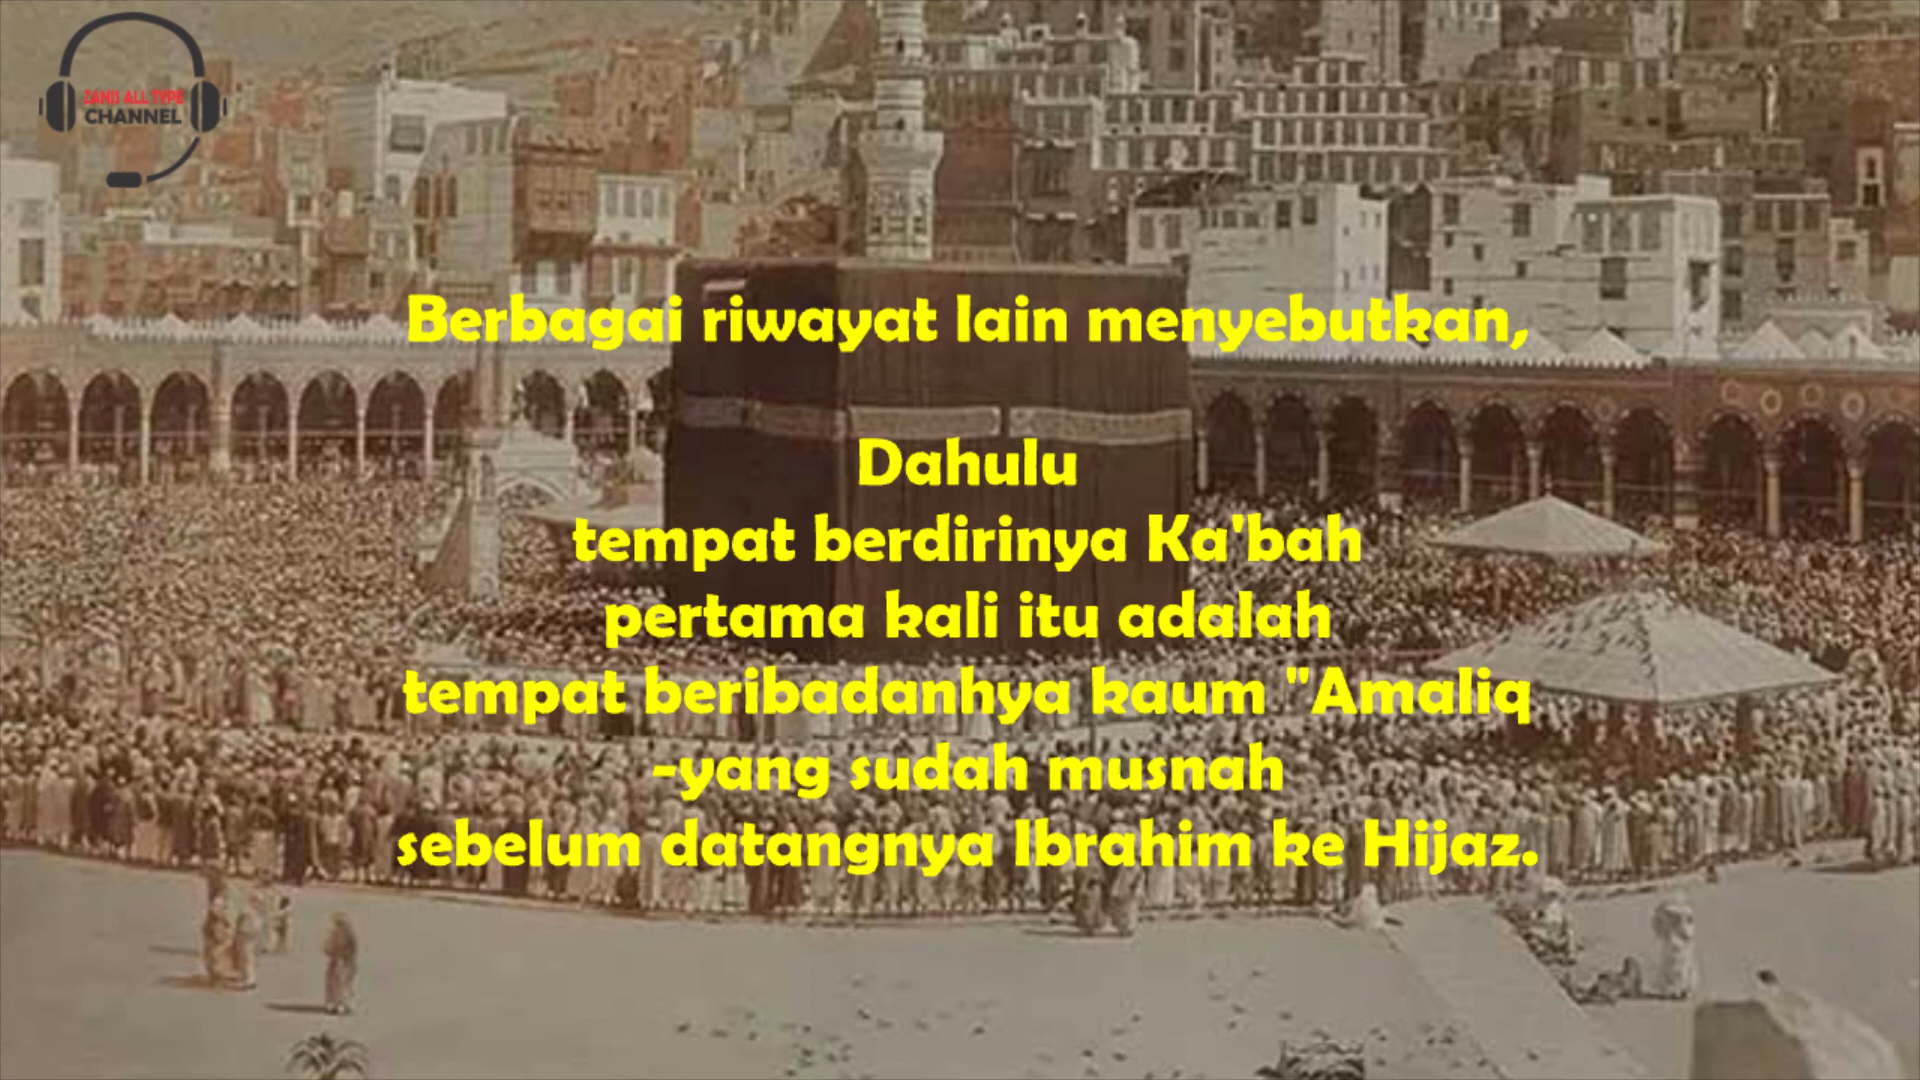 ZANIS ALL TYPE
CHANNEL
Berbagai riwayat lain menyebutkan,
Dahulu
tempat berdirinya Ka'bah
pertama kali itu adalah
tempat beribadanhya kaum "Amaliq
-yang sudah musnah
sebelum datangnya Ibrahim ke Hijaz.